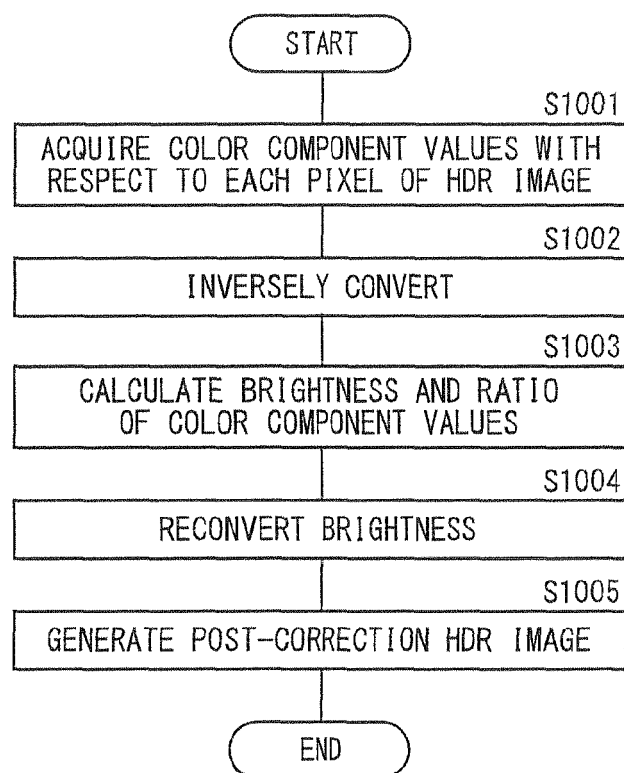 START
S1001
ACQUIRE COLOR COMPONENT VALUES WITH
RESPECT TO EACH PIXEL OF HDR IMAGE
S1002
INVERSELY CONVERT
S1003
CALCULATE BRIGHTNESS AND RATIO
OF COLOR COMPONENT VALUES
S1004
RECONVERT BRIGHTNESS
S1005
GENERATE POST-CORRECTION HDR IMAGE
END